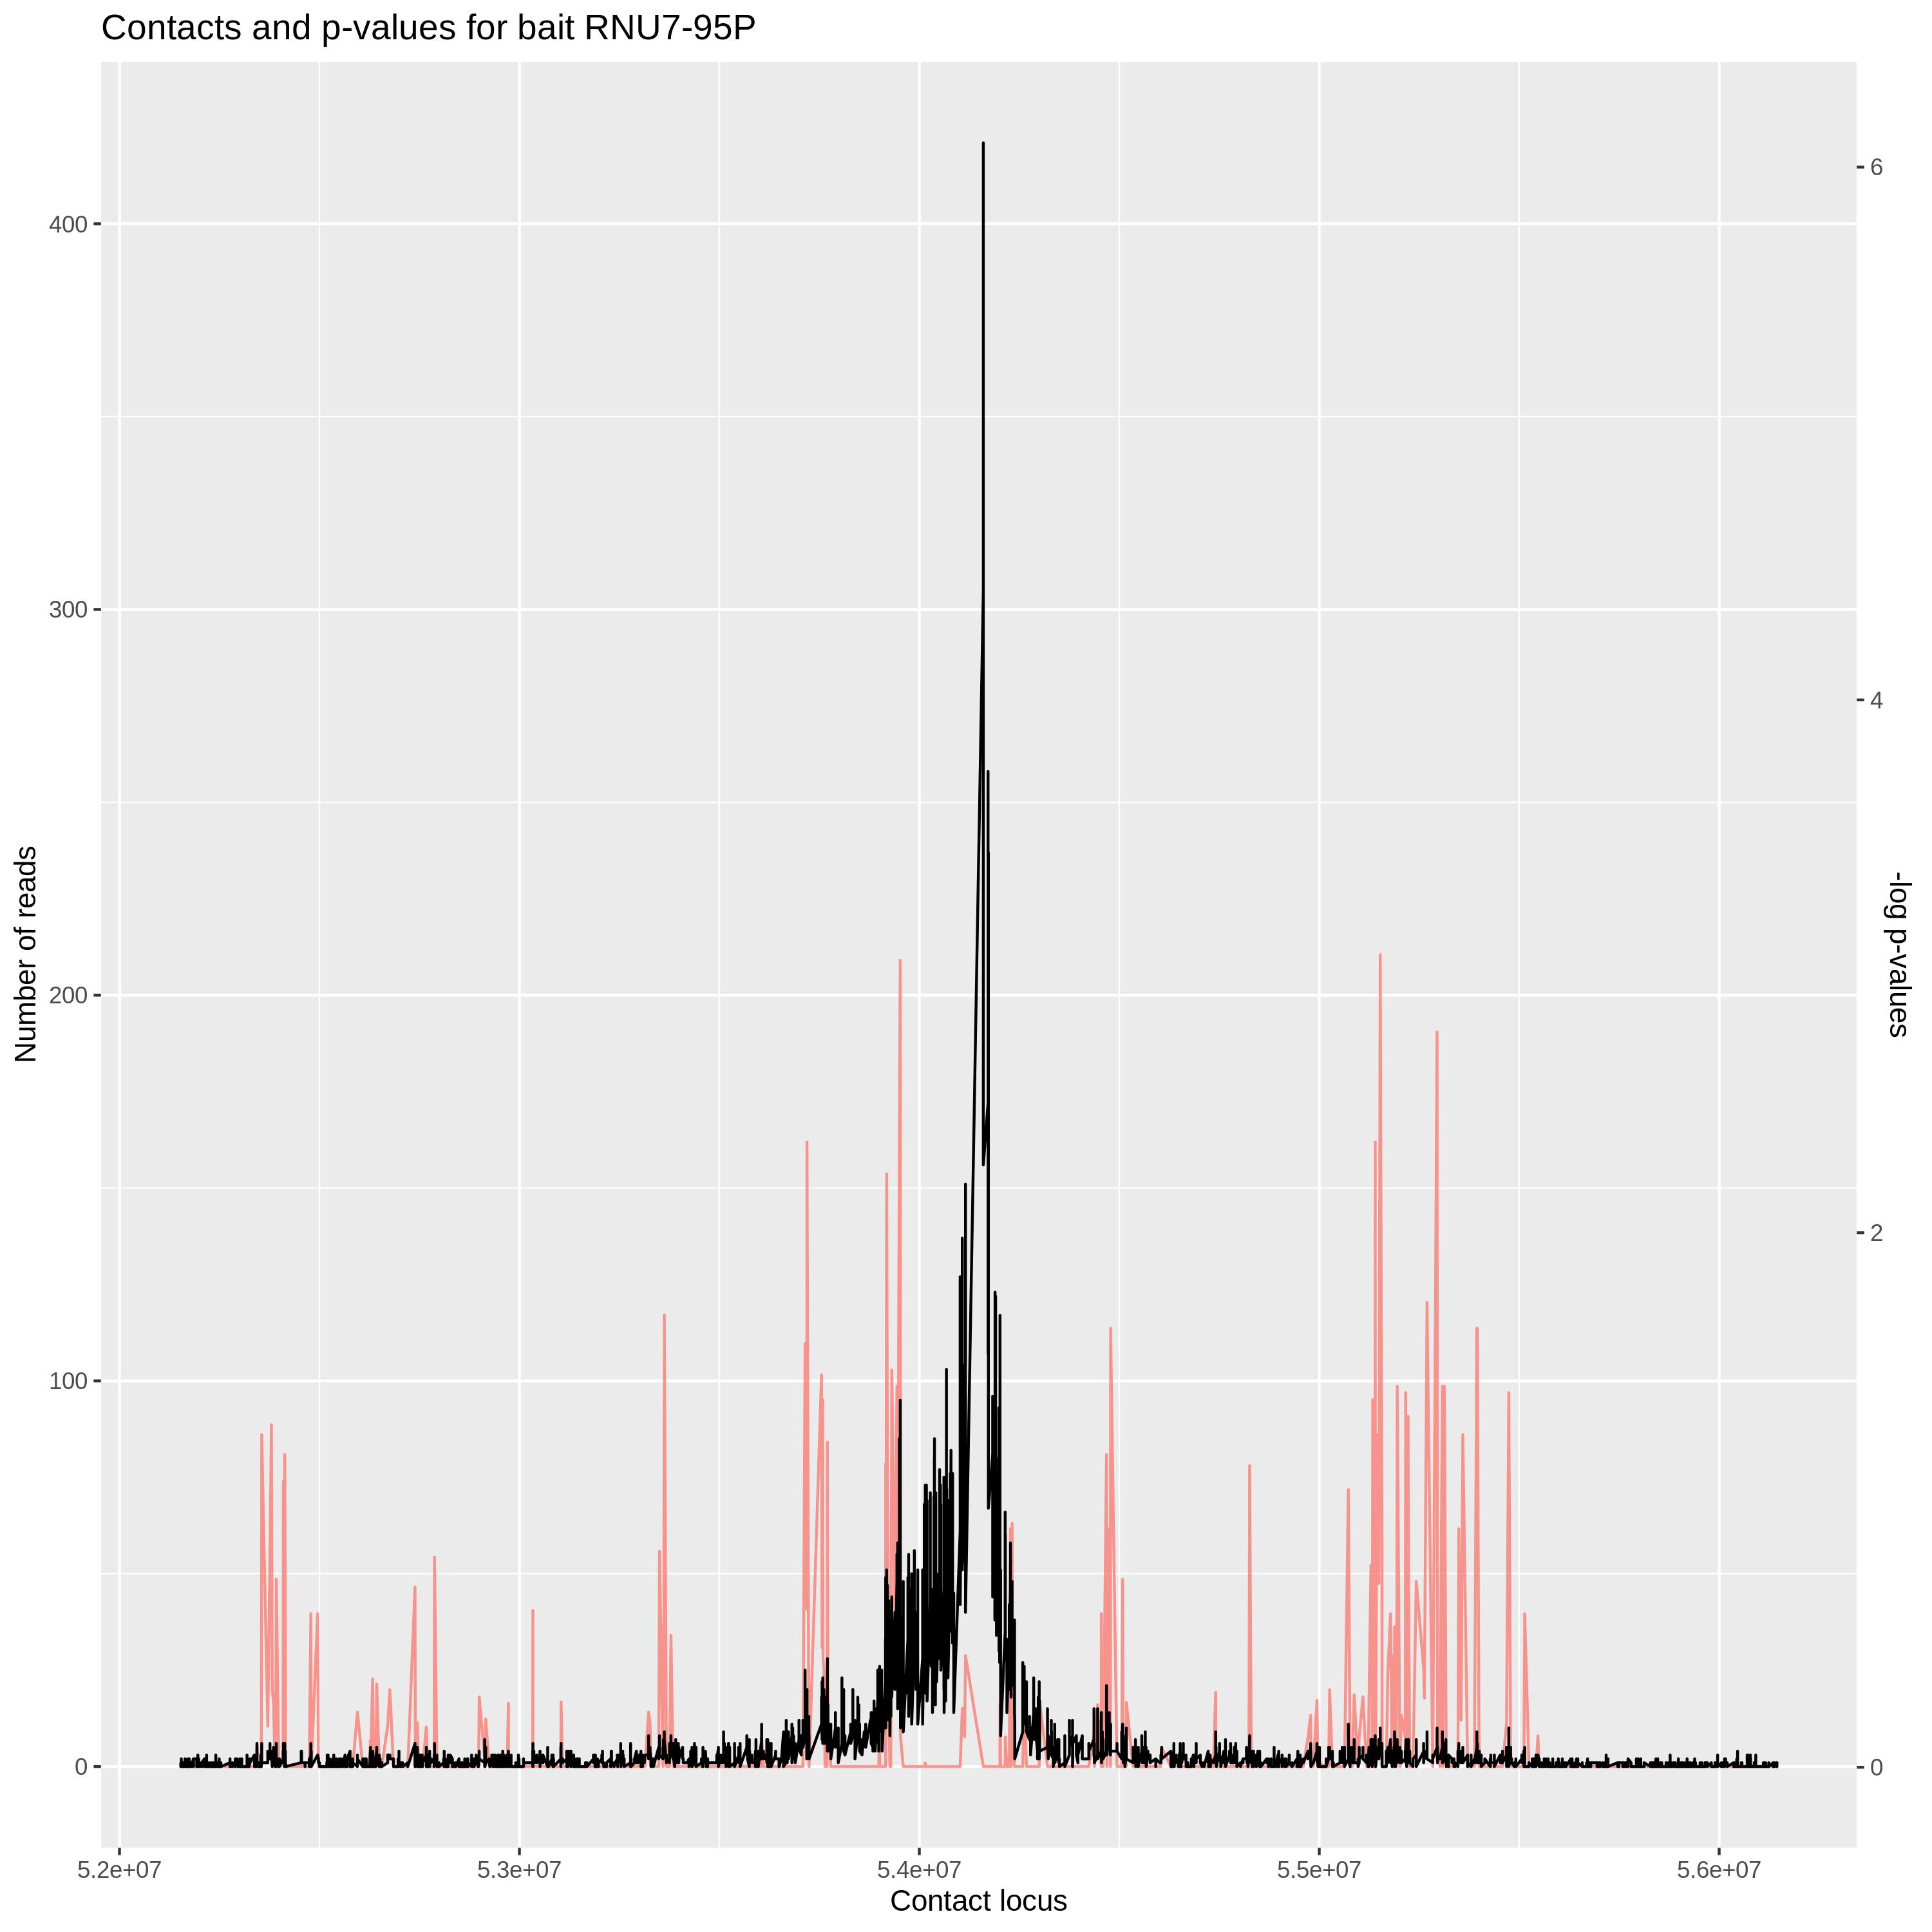 Contacts and p-values for bait RNU7-95P
400
300
200
100
0
6
4
2
0
Number of reads
-log p-values
5.2e+07
5.3e+07
5.4e+07
5.5e+07
5.6e+07
Contact locus